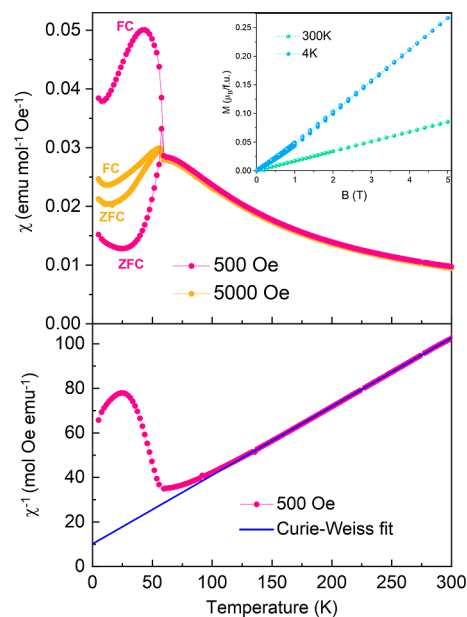 FC
FC
ZFC
ZFC
500 Oe
5000 Oe
χ (emu mol⁻¹ Oe⁻¹)
0.05
0.04
0.03
0.02
0.01
0.00
300K
4K
M (μB/f.u.)
0.25
0.20
0.15
0.10
0.05
0.00
0 1 2 3 4 5
B (T)
χ⁻¹ (mol Oe emu⁻¹)
100
80
60
40
20
0
500 Oe
Curie-Weiss fit
0 50 100 150 200 250 300
Temperature (K)